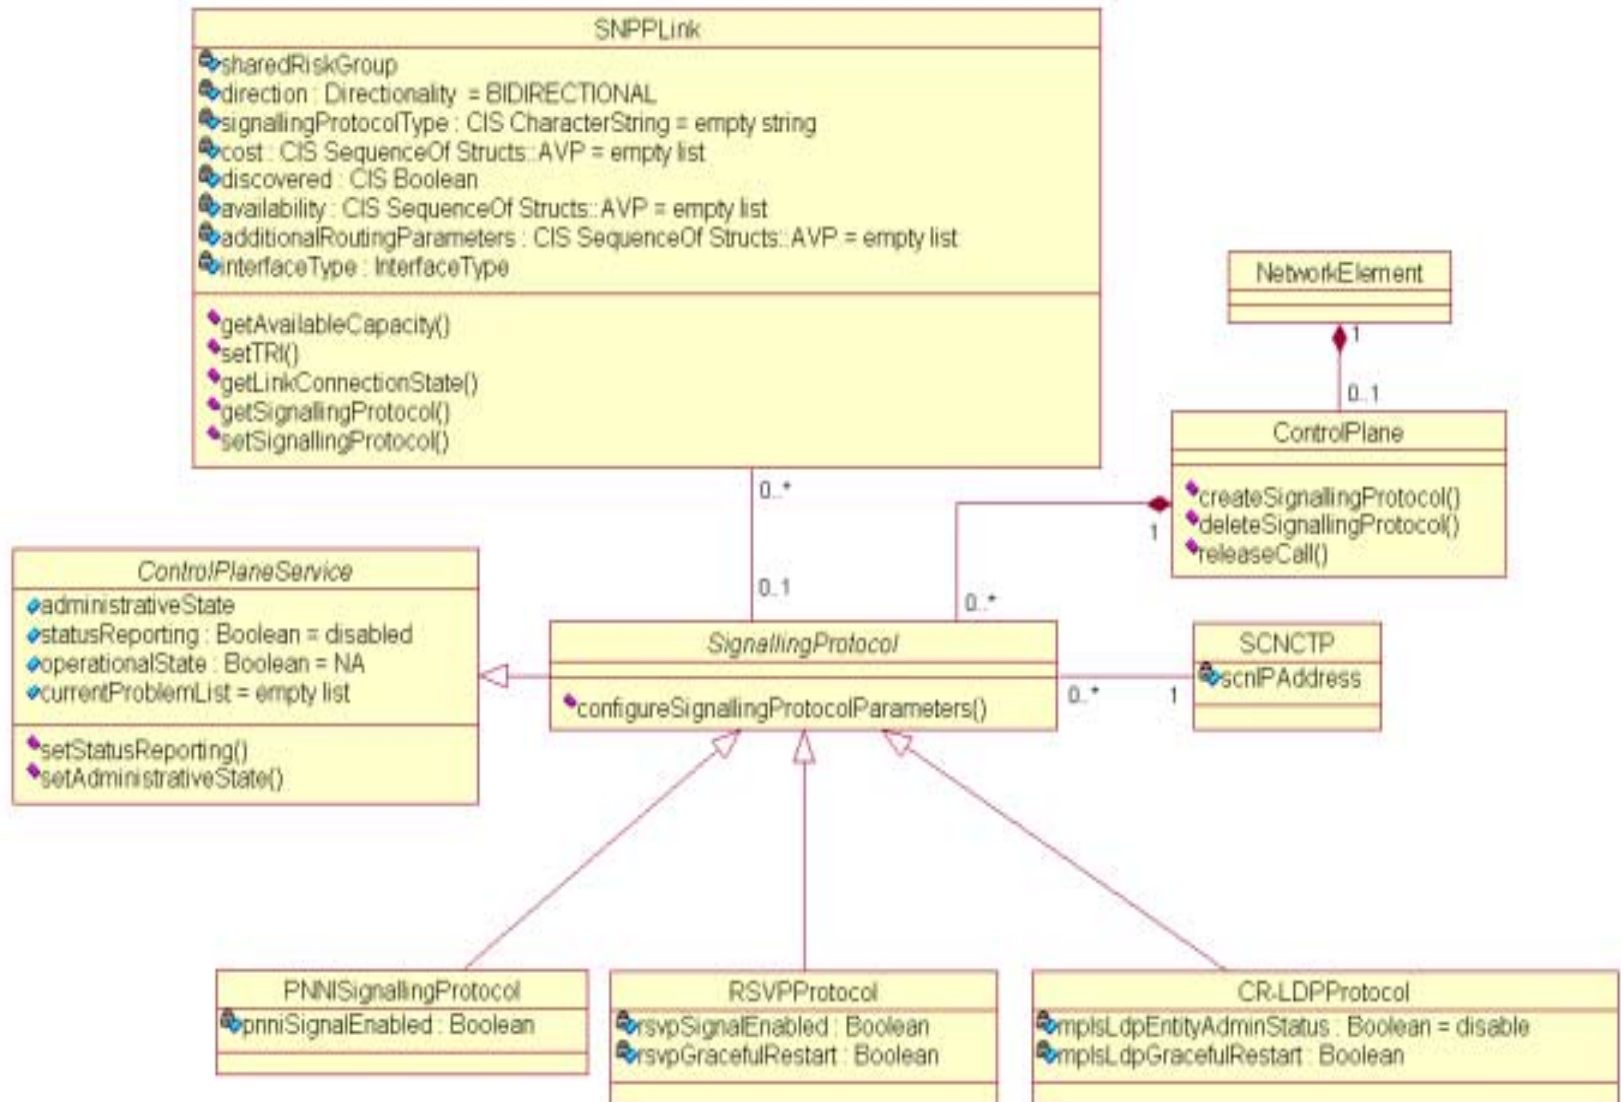 SNPPLink
sharedRiskGroup
direction : Directionality = BIDIRECTIONAL
signallingProtocolType : CIS CharacterString = empty string
cost : CIS SequenceOf Structs::AVP = empty list
discovered : CIS Boolean
availability : CIS SequenceOf Structs::AVP = empty list
additionalRoutingParameters : CIS SequenceOf Structs::AVP = empty list
interfaceType : InterfaceType
getAvailableCapacity()
setTRI()
getLinkConnectionState()
getSignallingProtocol()
setSignallingProtocol()
NetworkElement
1
0..1
ControlPlane
createSignallingProtocol()
deleteSignallingProtocol()
releaseCall()
0..*
1
0..1
0..*
ControlPlaneService
administrativeState
statusReporting : Boolean = disabled
operationalState : Boolean = NA
currentProblemList = empty list
setStatusReporting()
setAdministrativeState()
SignallingProtocol
configureSignallingProtocolParameters()
0..*
1
SCNCTP
scnIPAddress
PNNISignallingProtocol
pnniSignalEnabled : Boolean
RSVPProtocol
rsvpSignalEnabled : Boolean
rsvpGracefulRestart : Boolean
CR-LDPProtocol
mplsLdpEntityAdminStatus : Boolean = disable
mplsLdpGracefulRestart : Boolean